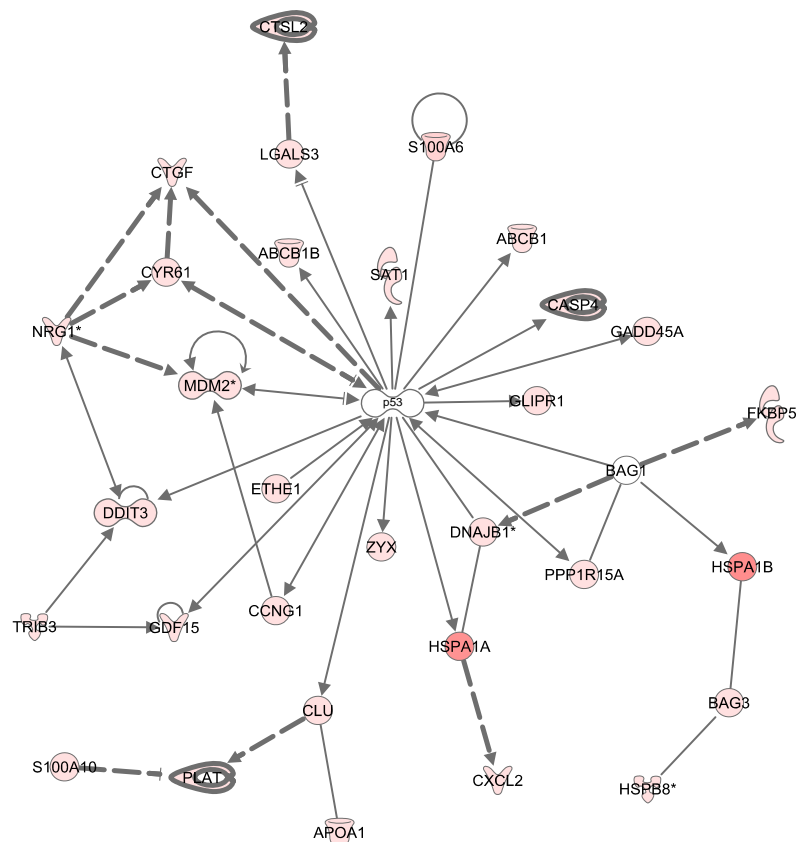 CTSL2
LGALS3
S100A6
CTGF
ABCB1B
ABCB1
CYR61
SAT1
CASP4
NRG1*
GADD45A
MDM2*
p53
GLIPR1
FKBP5
BAG1
ETHE1
DDIT3
DNAJB1*
ZYX
PPP1R15A
HSPA1B
CCNG1
TRIB3
GDF15
HSPA1A
CLU
BAG3
S100A10
PLAT
CXCL2
HSPB8*
APOA1